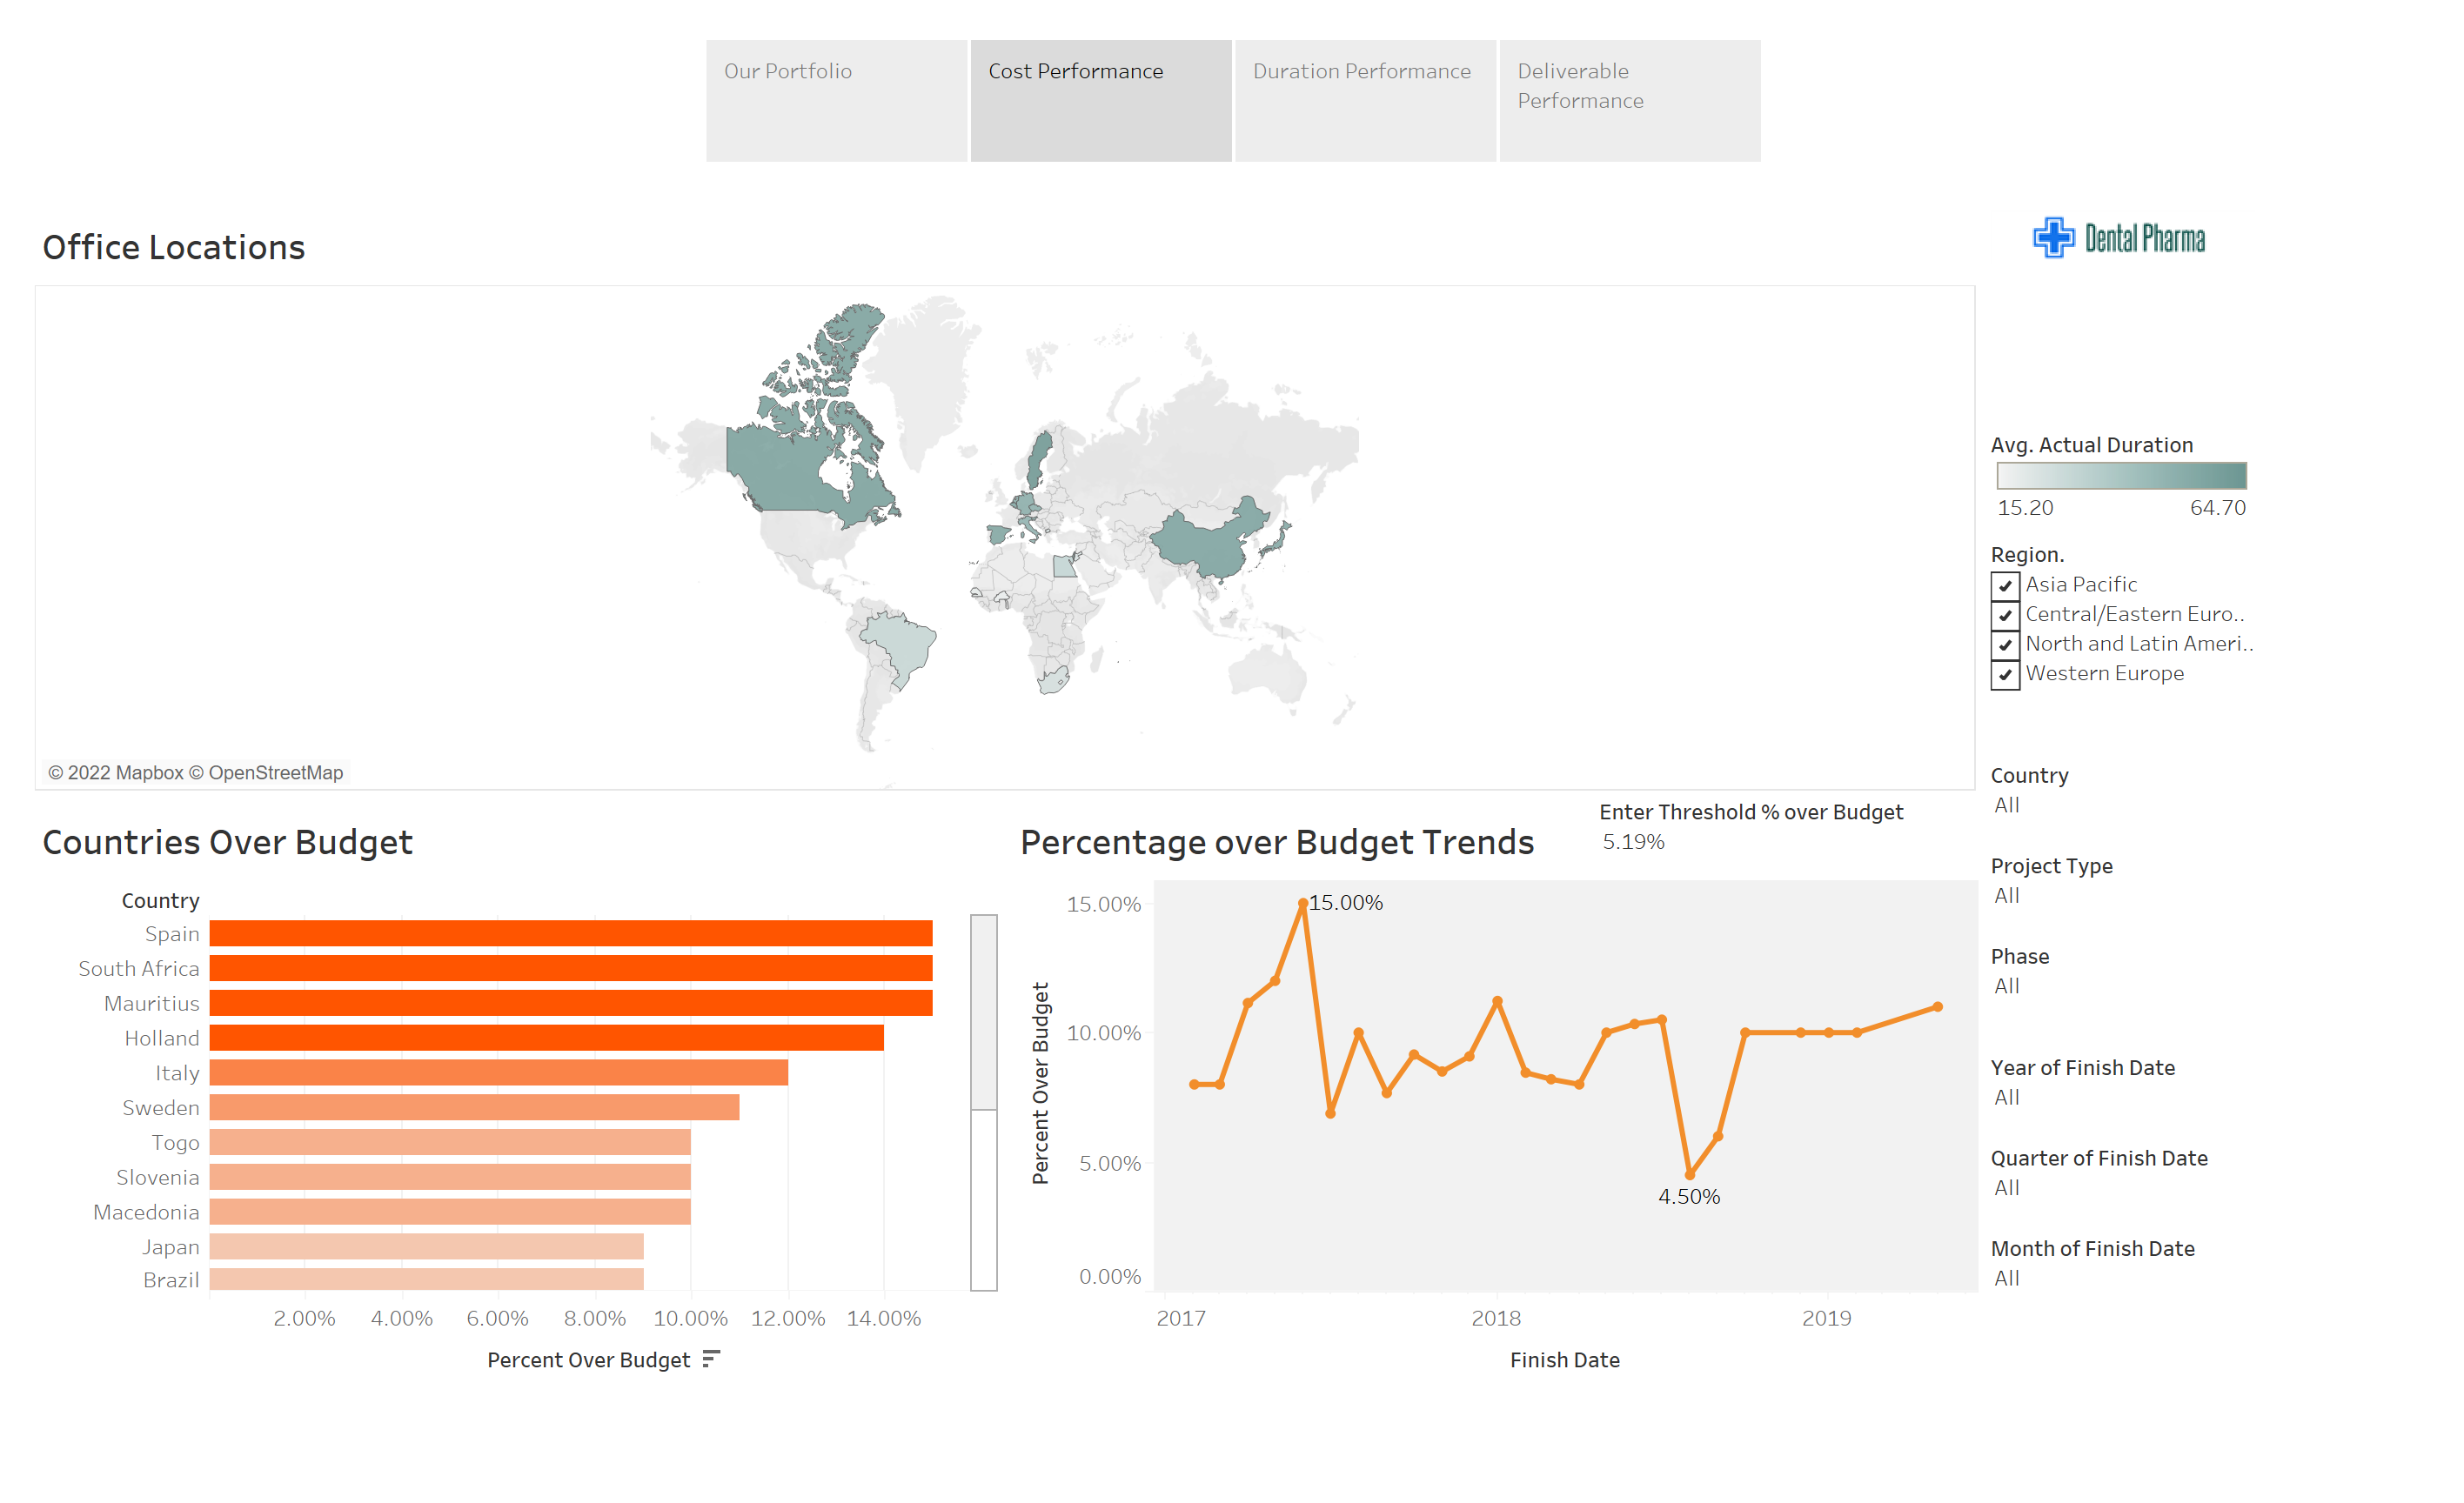 Our Portfolio
Cost Performance
Duration Performance
Deliverable
Performance
Office Locations
Dental Pharma
© 2022 Mapbox © OpenStreetMap
Avg. Actual Duration
15.20
64.70
Region.
Asia Pacific
Central/Eastern Euro..
North and Latin Ameri..
Western Europe
Country
All
Project Type
All
Phase
All
Year of Finish Date
All
Quarter of Finish Date
All
Month of Finish Date
All
Countries Over Budget
Country
Spain
South Africa
Mauritius
Holland
Italy
Sweden
Togo
Slovenia
Macedonia
Japan
Brazil
2.00%
4.00%
6.00%
8.00%
10.00%
12.00%
14.00%
Percent Over Budget
Percentage over Budget Trends
Enter Threshold % over Budget
5.19%
Percent Over Budget
15.00%
10.00%
5.00%
0.00%
15.00%
4.50%
2017
2018
2019
Finish Date